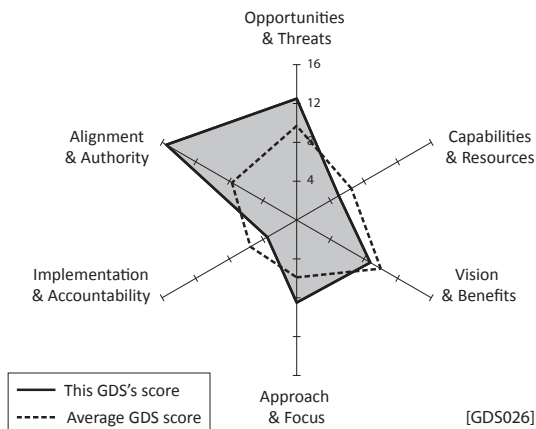 Opportunities
& Threats
16
12
8
4
Alignment
& Authority
Capabilities
& Resources
Implementation
& Accountability
Vision
& Benefits
Approach
& Focus
This GDS's score
Average GDS score
[GDS026]